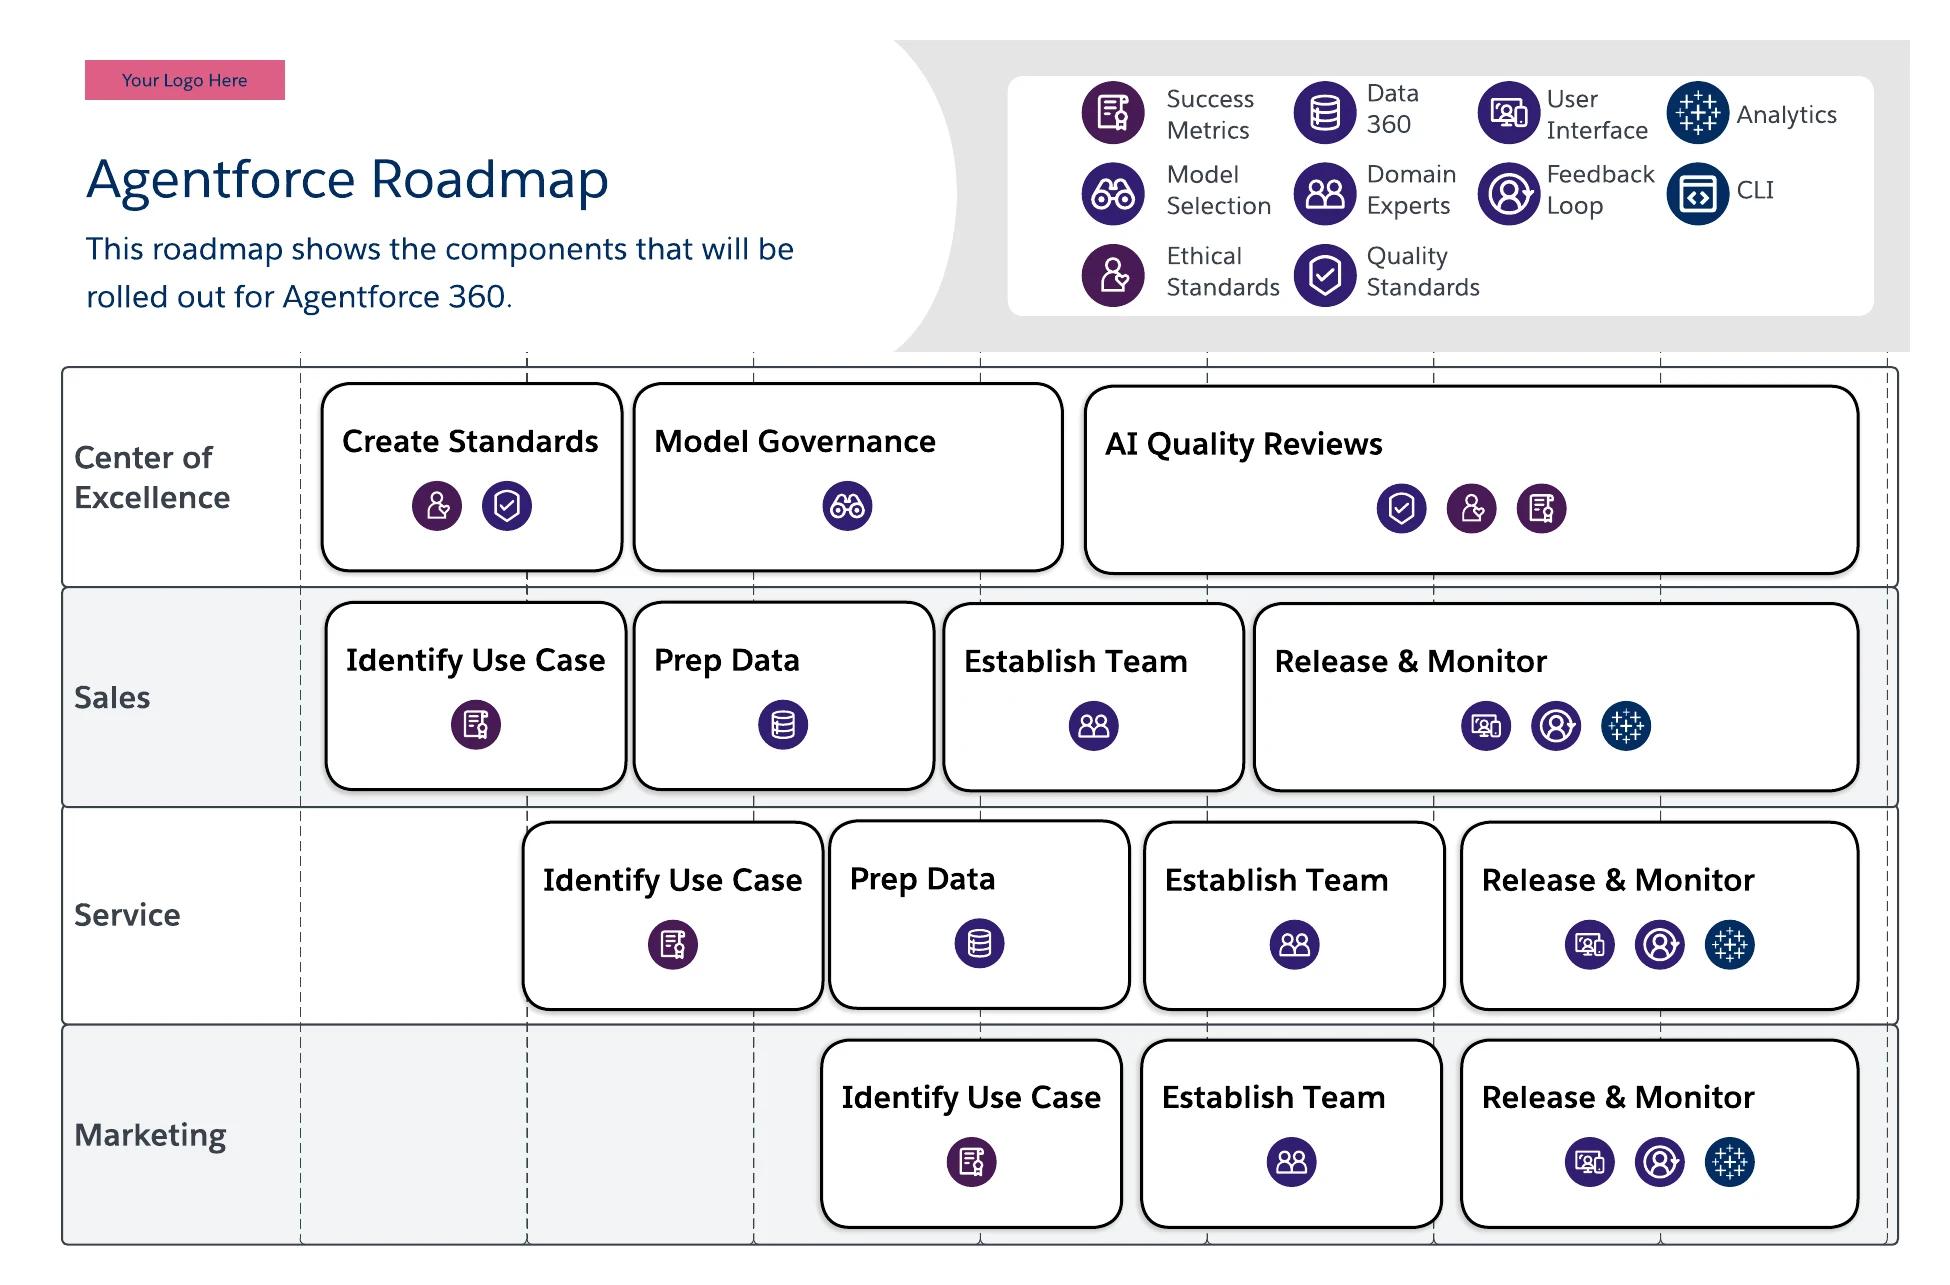 Your Logo Here
Agentforce Roadmap
This roadmap shows the components that will be
rolled out for Agentforce 360.
Success
Metrics
Data
360
User
Interface
Analytics
Model
Selection
Domain
Experts
Feedback
Loop
CLI
Ethical
Standards
Quality
Standards
Center of
Excellence
Create Standards
Model Governance
AI Quality Reviews
Sales
Identify Use Case
Prep Data
Establish Team
Release & Monitor
Service
Identify Use Case
Prep Data
Establish Team
Release & Monitor
Marketing
Identify Use Case
Establish Team
Release & Monitor